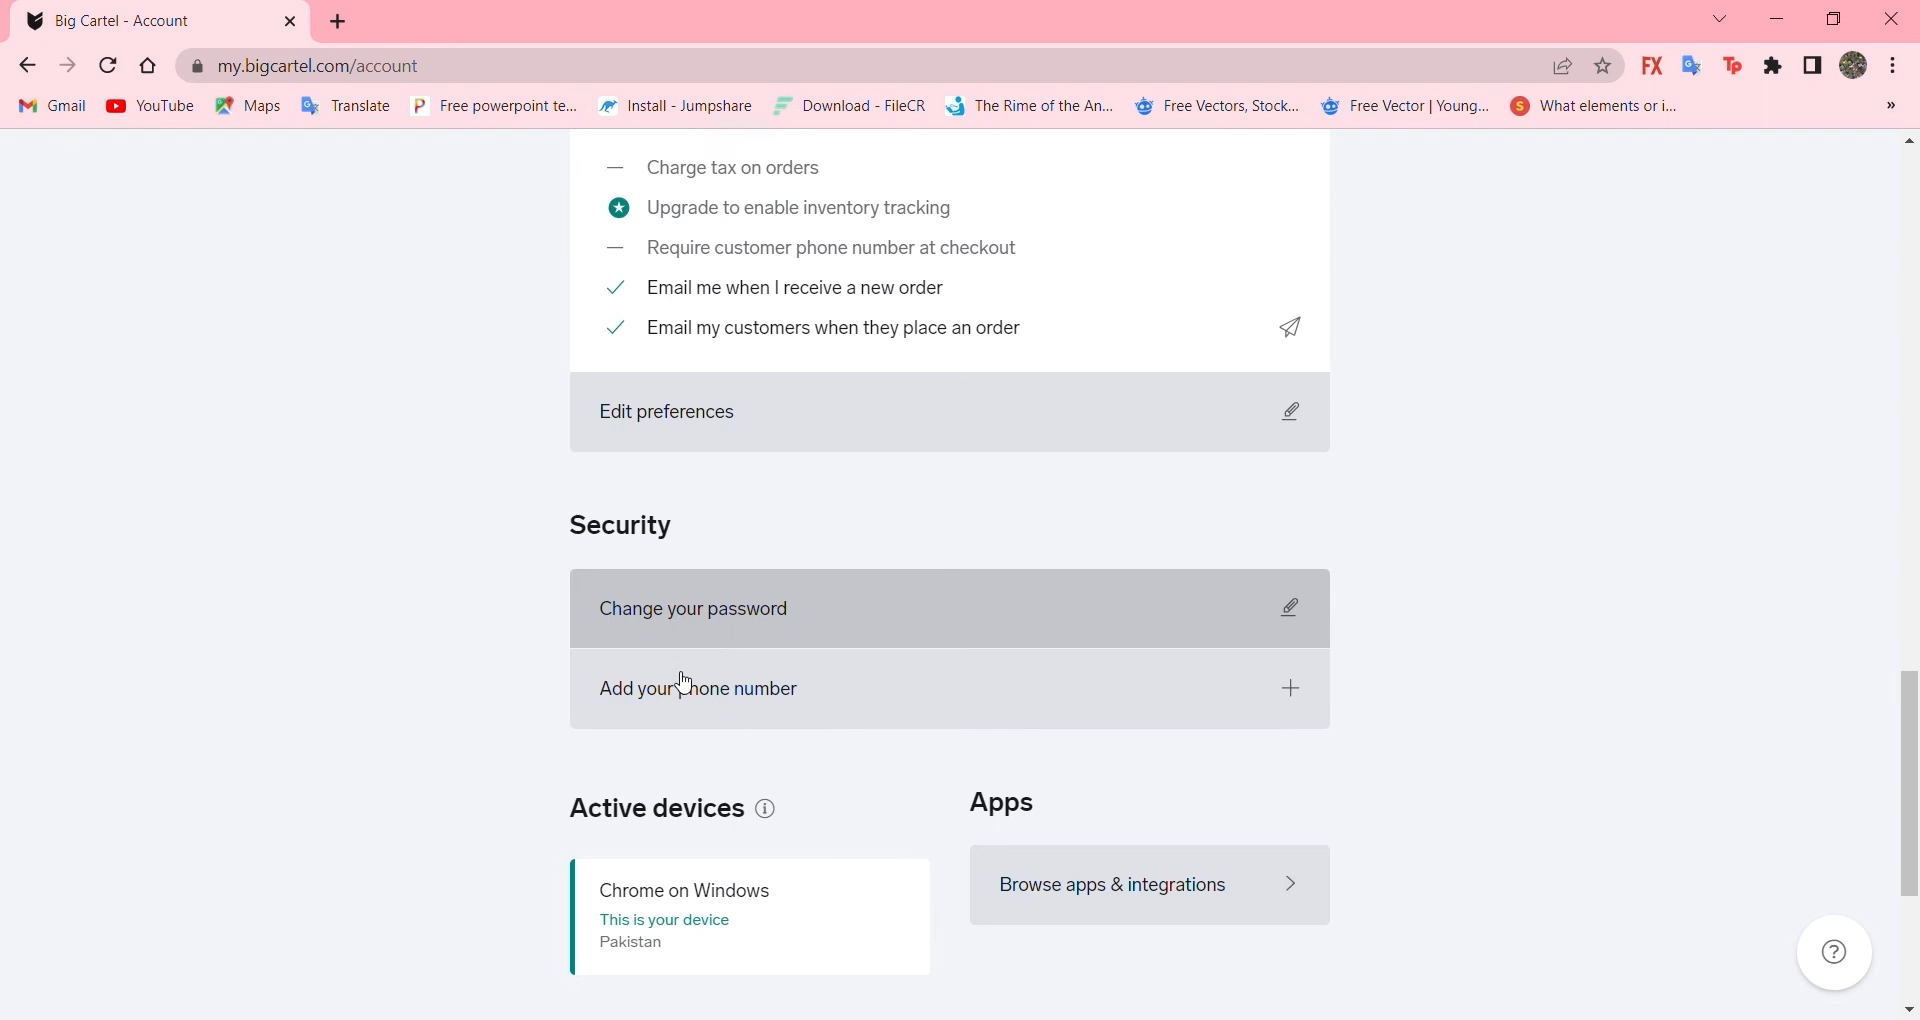 Big Cartel - Account
my.bigcartel.com/account
FX
Tp
Gmail
YouTube
Maps
Translate
Free powerpoint te...
Install - Jumpshare
Download - FileCR
The Rime of the An...
Free Vectors, Stock...
Free Vector | Young...
What elements or i...
»
Charge tax on orders
Upgrade to enable inventory tracking
Require customer phone number at checkout
Email me when I receive a new order
Email my customers when they place an order
Edit preferences
Security
Change your password
Add your phone number
Active devices
Apps
Chrome on Windows
This is your device
Pakistan
Browse apps & integrations